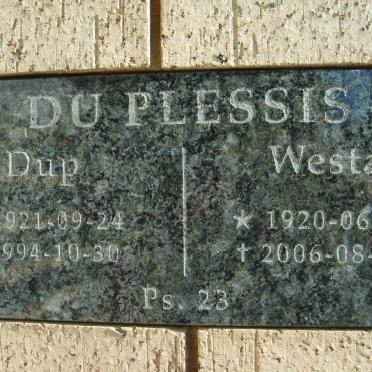 DU PLESSIS
Dup Westa
921-09-24 * 1920-06
994-10-30 † 2006-08-
Ps. 23